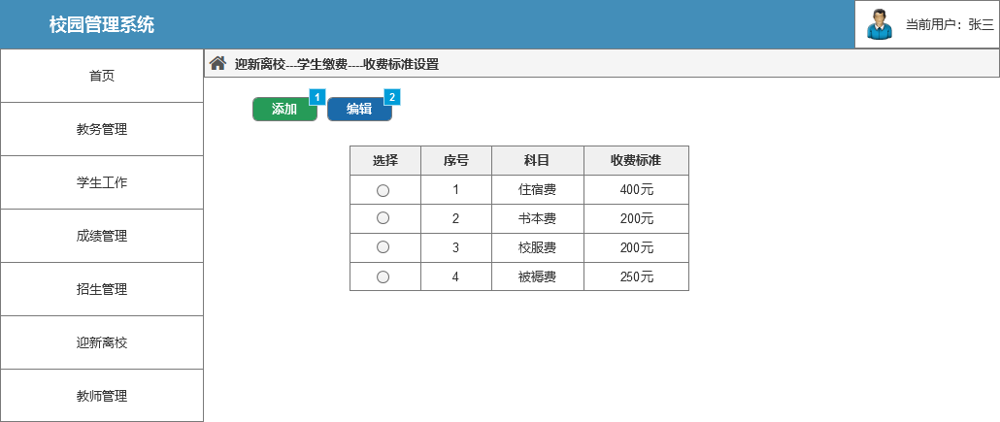 校园管理系统
当前用户：张三
首页
教务管理
学生工作
成绩管理
招生管理
迎新离校
教师管理
迎新离校---学生缴费----收费标准设置
添加 1 编辑 2
选择 序号 科目 收费标准
1 住宿费 400元
2 书本费 200元
3 校服费 200元
4 被褥费 250元